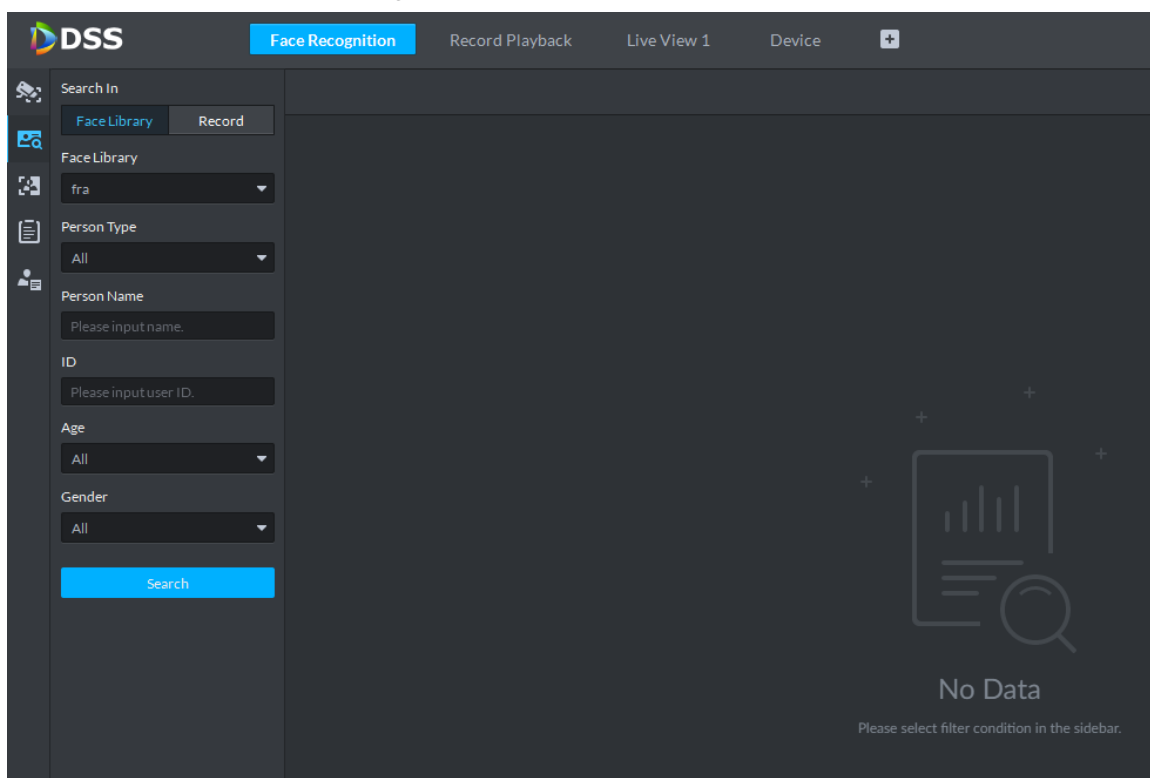 DSS
Face Recognition
Record Playback
Live View 1
Device
Search In
Face Library
Record
Face Library
fra
Person Type
All
Person Name
Please input name.
ID
Please input user ID.
Age
All
Gender
All
Search
No Data
Please select filter condition in the sidebar.